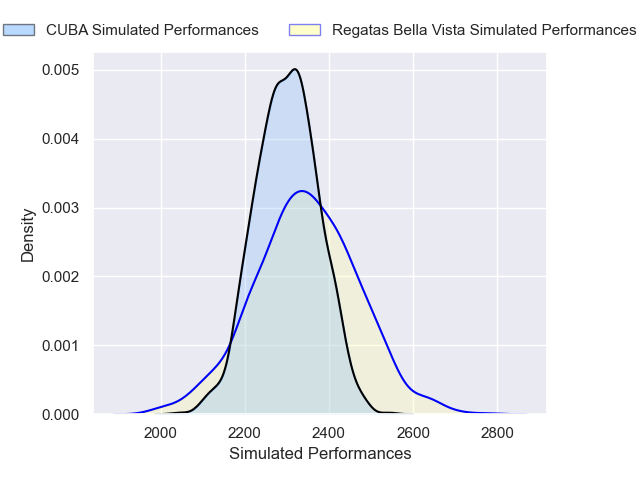 CUBA Simulated Performances
Regatas Bella Vista Simulated Performances
0.005
0.004
0.003
0.002
0.001
0.000
Density
2000 2200 2400 2600 2800
Simulated Performances